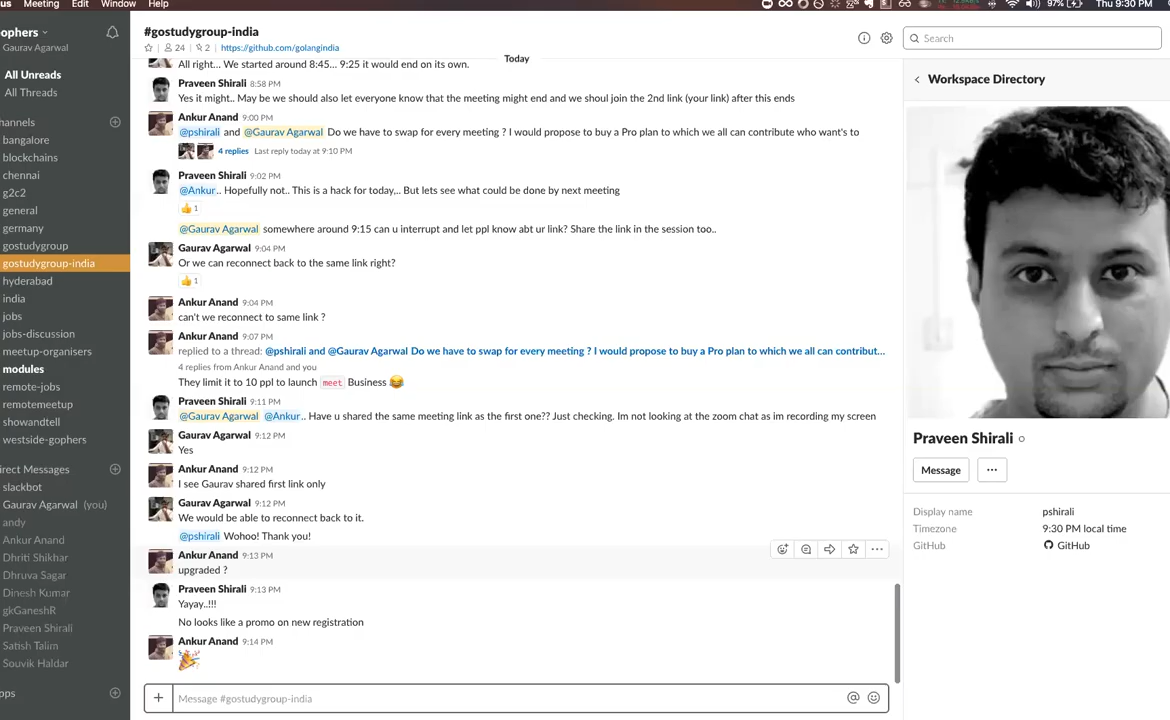 us Meeting Edit Window Help
97% Thu 9:30 PM
ophers
Gaurav Agarwal
All Unreads
All Threads
hannels
bangalore
blockchains
chennai
g2c2
general
germany
gostudygroup
gostudygroup-india
hyderabad
india
jobs
jobs-discussion
meetup-organisers
modules
remote-jobs
remotemeetup
showandtell
westside-gophers
irect Messages
slackbot
Gaurav Agarwal (you)
andy
Ankur Anand
Dhriti Shikhar
Dhruva Sagar
Dinesh Kumar
gkGaneshR
Praveen Shirali
Satish Talim
Souvik Haldar
pps
#gostudygroup-india
24 | 2 | https://github.com/golangindia
Today
All right... We started around 8:45... 9:25 it would end on its own.
Praveen Shirali 8:58 PM
Yes it might.. May be we should also let everyone know that the meeting might end and we shoul join the 2nd link (your link) after this ends
Ankur Anand 9:00 PM
@pshirali and @Gaurav Agarwal Do we have to swap for every meeting ? I would propose to buy a Pro plan to which we all can contribute who want's to
4 replies Last reply today at 9:10 PM
Praveen Shirali 9:02 PM
@Ankur.. Hopefully not.. This is a hack for today,.. But lets see what could be done by next meeting
1
@Gaurav Agarwal somewhere around 9:15 can u interrupt and let ppl know abt ur link? Share the link in the session too..
Gaurav Agarwal 9:04 PM
Or we can reconnect back to the same link right?
1
Ankur Anand 9:04 PM
can't we reconnect to same link ?
Ankur Anand 9:07 PM
replied to a thread: @pshirali and @Gaurav Agarwal Do we have to swap for every meeting ? I would propose to buy a Pro plan to which we all can contribut...
4 replies from Ankur Anand and you
They limit it to 10 ppl to launch meet Business
Praveen Shirali 9:11 PM
@Gaurav Agarwal @Ankur.. Have u shared the same meeting link as the first one?? Just checking. Im not looking at the zoom chat as im recording my screen
Gaurav Agarwal 9:12 PM
Yes
Ankur Anand 9:12 PM
I see Gaurav shared first link only
Gaurav Agarwal 9:12 PM
We would be able to reconnect back to it.
@pshirali Wohoo! Thank you!
Ankur Anand 9:13 PM
upgraded ?
Praveen Shirali 9:13 PM
Yayay..!!!
No looks like a promo on new registration
Ankur Anand 9:14 PM
Message #gostudygroup-india
Search
Workspace Directory
Praveen Shirali
Message
Display name pshirali
Timezone 9:30 PM local time
GitHub GitHub